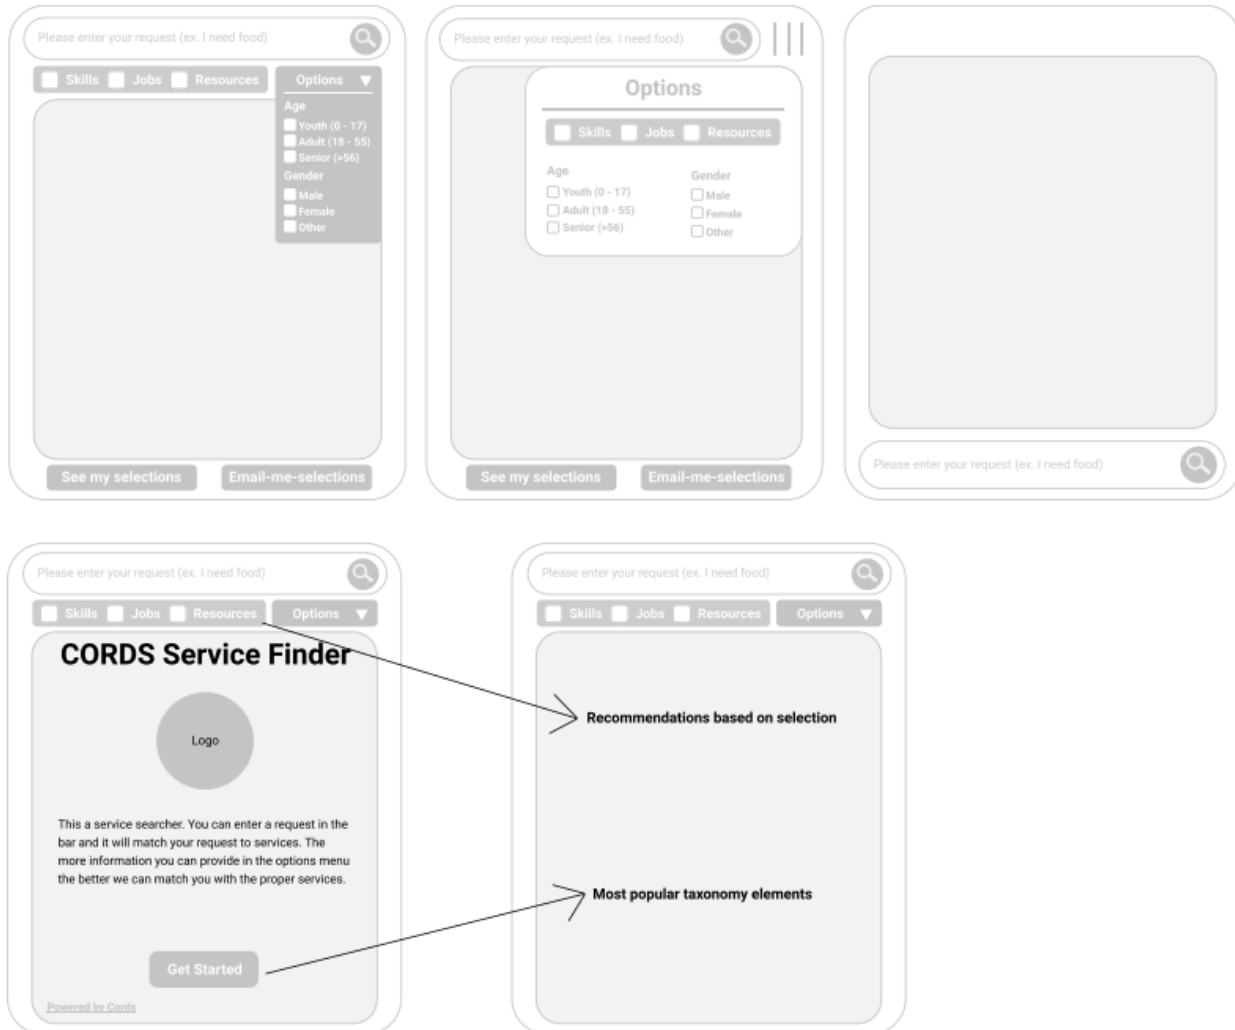 Please enter your request (ex. I need food)
Skills Jobs Resources Options
Age
Youth (0 - 17)
Adult (18 - 55)
Senior (>56)
Gender
Male
Female
Other
See my selections Email-me-selections
Please enter your request (ex. I need food)
Options
Skills Jobs Resources
Age Gender
Youth (0 - 17) Male
Adult (18 - 55) Female
Senior (>56) Other
See my selections Email-me-selections
Please enter your request (ex. I need food)
Please enter your request (ex. I need food)
Skills Jobs Resources Options
CORDS Service Finder
Logo
This a service searcher. You can enter a request in the
bar and it will match your request to services. The
more information you can provide in the options menu
the better we can match you with the proper services.
Get Started
Powered by Cords
Please enter your request (ex. I need food)
Skills Jobs Resources Options
Recommendations based on selection
Most popular taxonomy elements